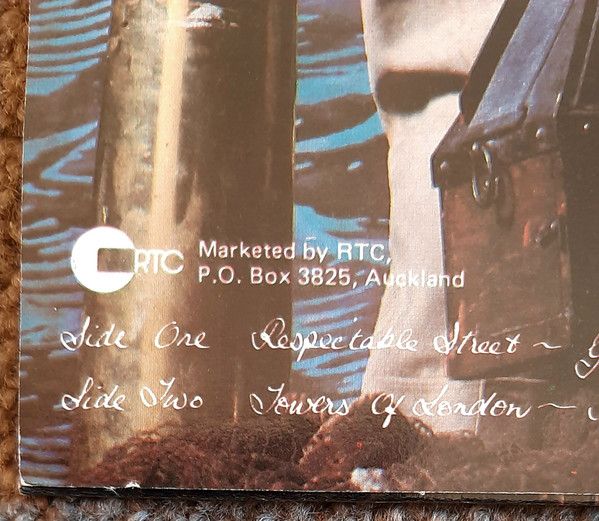 RTC
Marketed by RTC,
P.O. Box 3825, Auckland
Side One Respectable Street ~
Side Two Towers Of London ~